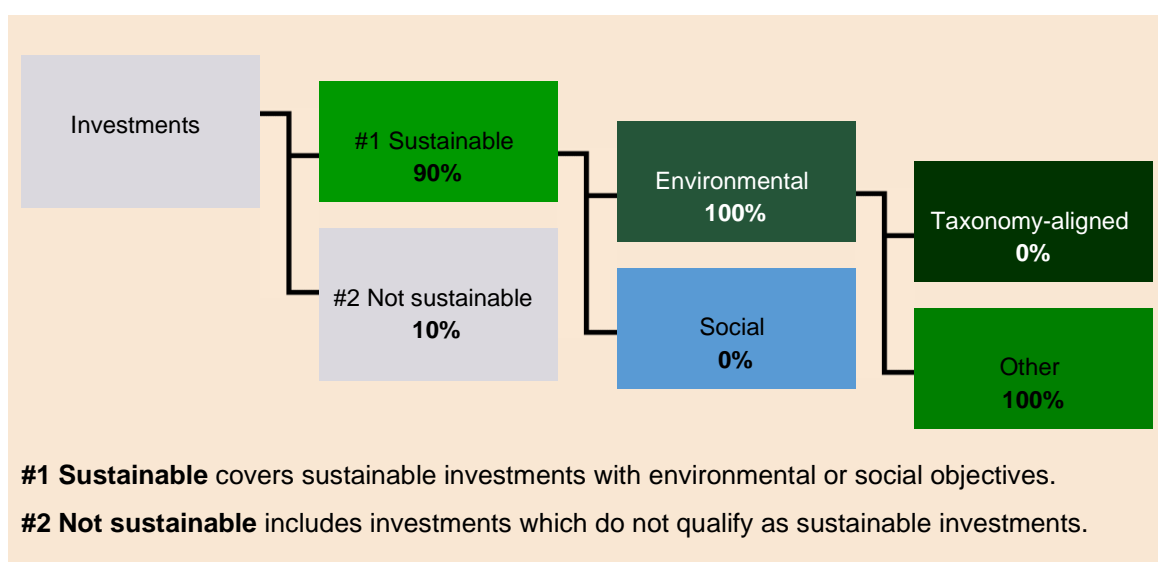 Investments
#1 Sustainable
90%
#2 Not sustainable
10%
Environmental
100%
Social
0%
Taxonomy-aligned
0%
Other
100%
#1 Sustainable covers sustainable investments with environmental or social objectives.
#2 Not sustainable includes investments which do not qualify as sustainable investments.